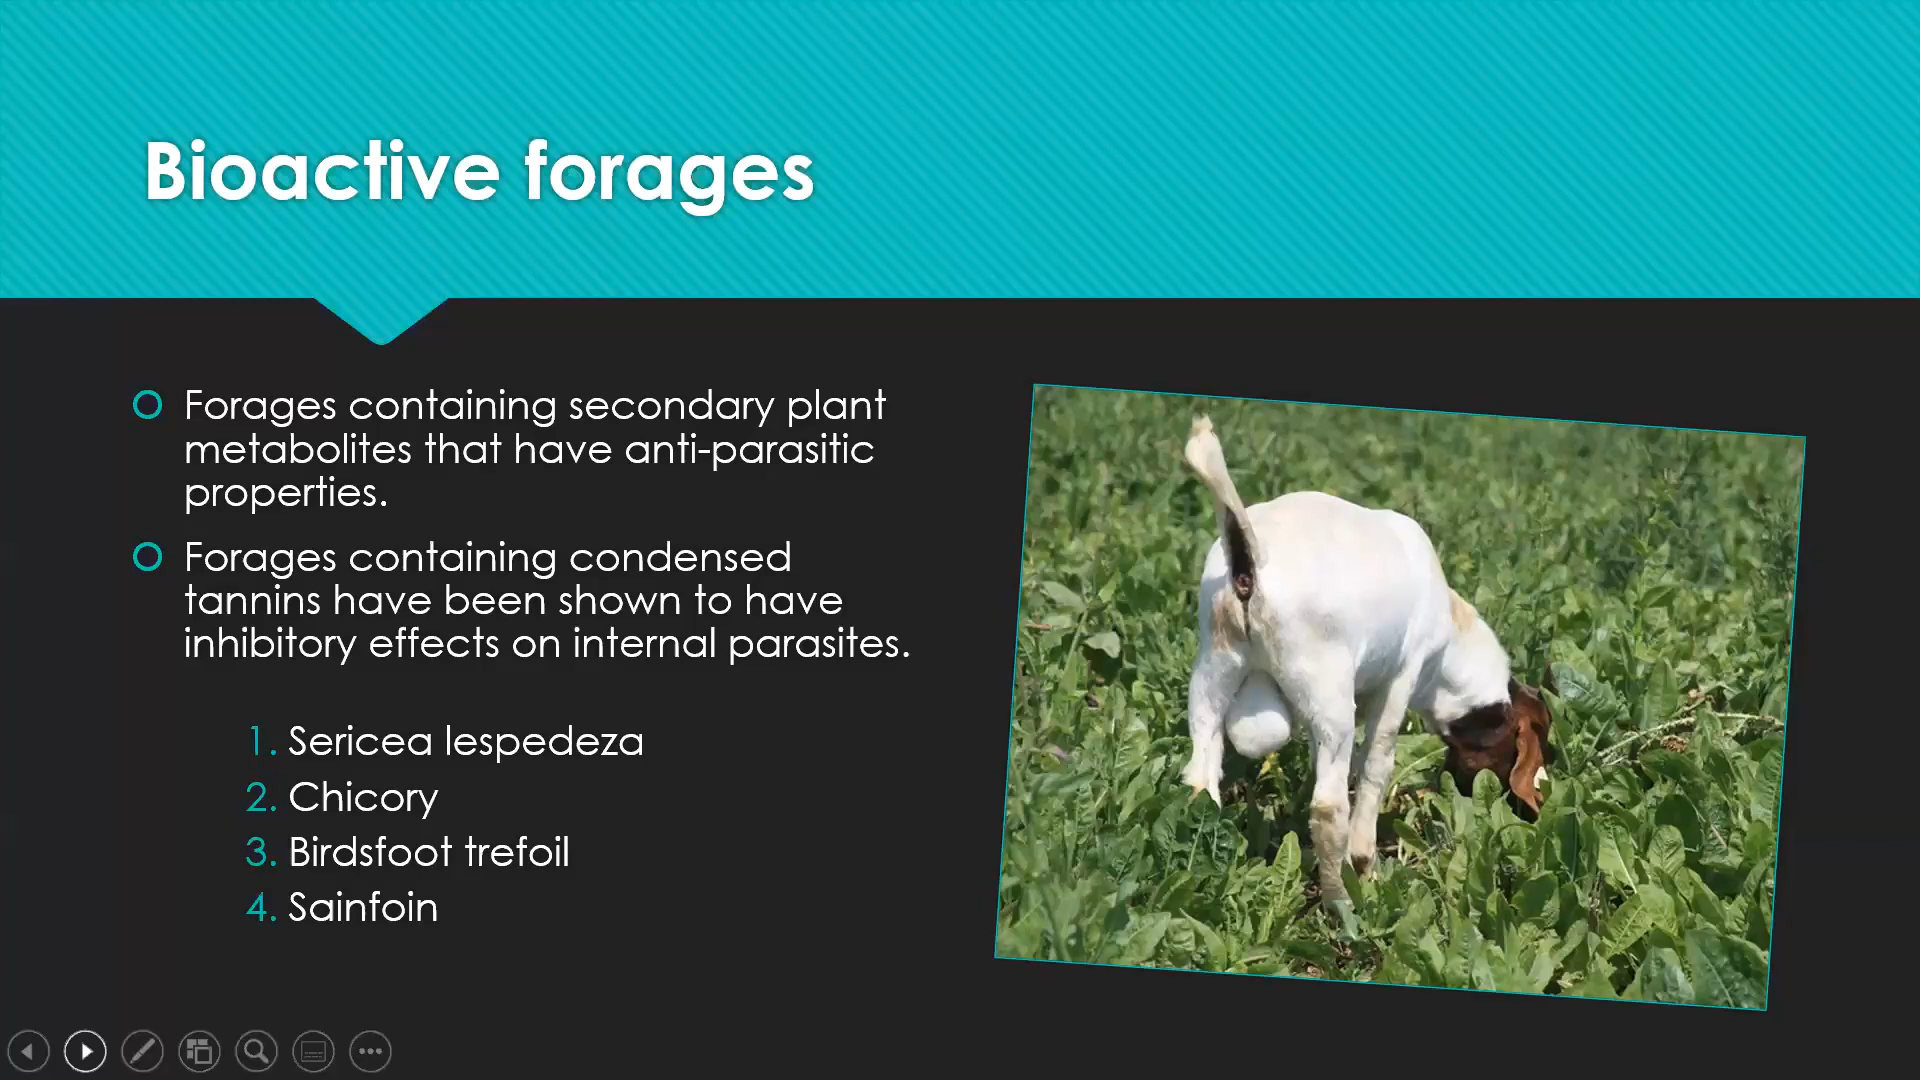 Bioactive forages
Forages containing secondary plant
metabolites that have anti-parasitic
properties.
Forages containing condensed
tannins have been shown to have
inhibitory effects on internal parasites.
1. Sericea lespedeza
2. Chicory
3. Birdsfoot trefoil
4. Sainfoin